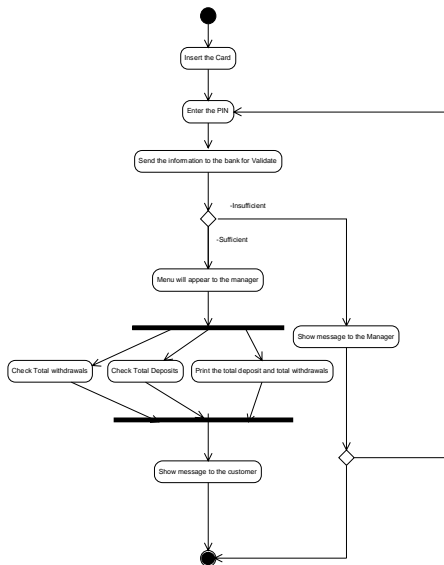 Insert the Card
Enter the PIN
Send the information to the bank for Validate
-Insufficient
-Sufficient
Menu will appear to the manager
Show message to the Manager
Check Total withdrawals
Check Total Deposits
Print the total deposit and total withdrawals
Show message to the customer